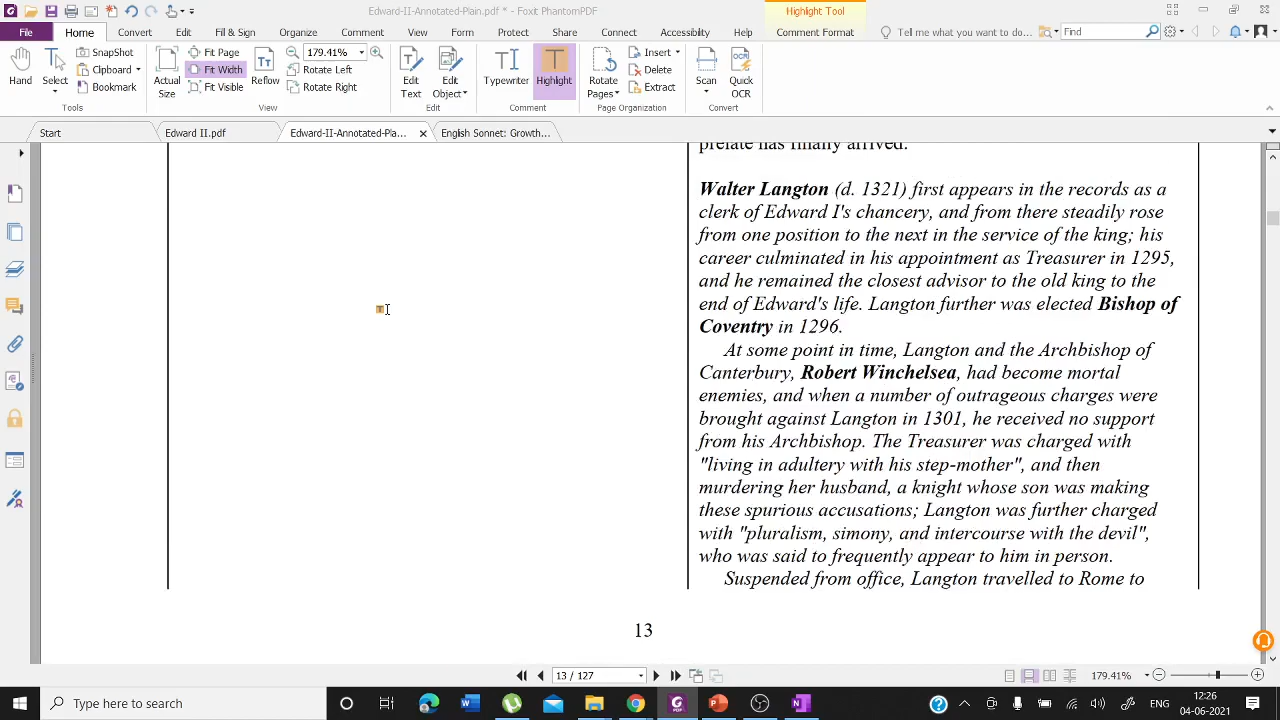 Edward-II-Annotated-Plain.pdf * - Foxit PhantomPDF
Highlight Tool
File
Home
Convert
Edit
Fill & Sign
Organize
Comment
View
Form
Protect
Share
Connect
Accessibility
Help
Comment Format
Tell me what you want to do...
Find
Hand
Select
SnapShot
Clipboard
Bookmark
Tools
Actual Size
Fit Page
Fit Width
Fit Visible
Reflow
179.41%
Rotate Left
Rotate Right
View
Edit Text
Edit Object
Edit
Typewriter
Highlight
Comment
Rotate Pages
Insert
Delete
Extract
Page Organization
Scan
Quick OCR
Convert
Start
Edward II.pdf
Edward-II-Annotated-Pla...
English Sonnet: Growth...
prelate has finally arrived.
Walter Langton (d. 1321) first appears in the records as a
clerk of Edward I's chancery, and from there steadily rose
from one position to the next in the service of the king; his
career culminated in his appointment as Treasurer in 1295,
and he remained the closest advisor to the old king to the
end of Edward's life. Langton further was elected Bishop of
Coventry in 1296.
At some point in time, Langton and the Archbishop of
Canterbury, Robert Winchelsea, had become mortal
enemies, and when a number of outrageous charges were
brought against Langton in 1301, he received no support
from his Archbishop. The Treasurer was charged with
"living in adultery with his step-mother", and then
murdering her husband, a knight whose son was making
these spurious accusations; Langton was further charged
with "pluralism, simony, and intercourse with the devil",
who was said to frequently appear to him in person.
Suspended from office, Langton travelled to Rome to
13
13 / 127
179.41%
Type here to search
ENG
12:26
04-06-2021